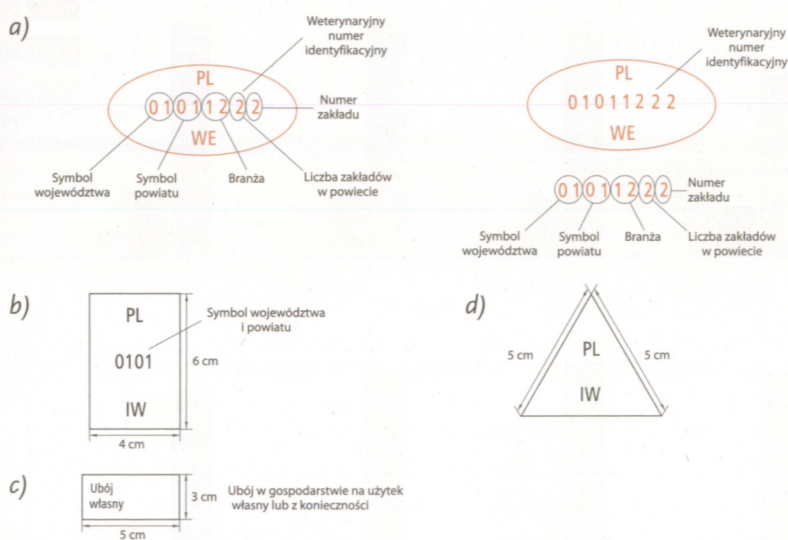 a)
Weterynaryjny
numer
identyfikacyjny
PL
0 1 0 1 1 2 2 2
WE
Numer
zakładu
Symbol
województwa
Symbol
powiatu
Branża
Liczba zakładów
w powiecie
Weterynaryjny
numer
identyfikacyjny
PL
0 1 0 1 1 2 2 2
WE
0 1 0 1 1 2 2 2
Numer
zakładu
Symbol
województwa
Symbol
powiatu
Branża
Liczba zakładów
w powiecie
b)
PL
0101
IW
Symbol województwa
i powiatu
6 cm
4 cm
d)
5 cm
PL
IW
5 cm
c)
Ubój
własny
3 cm
5 cm
Ubój w gospodarstwie na użytek
własny lub z konieczności